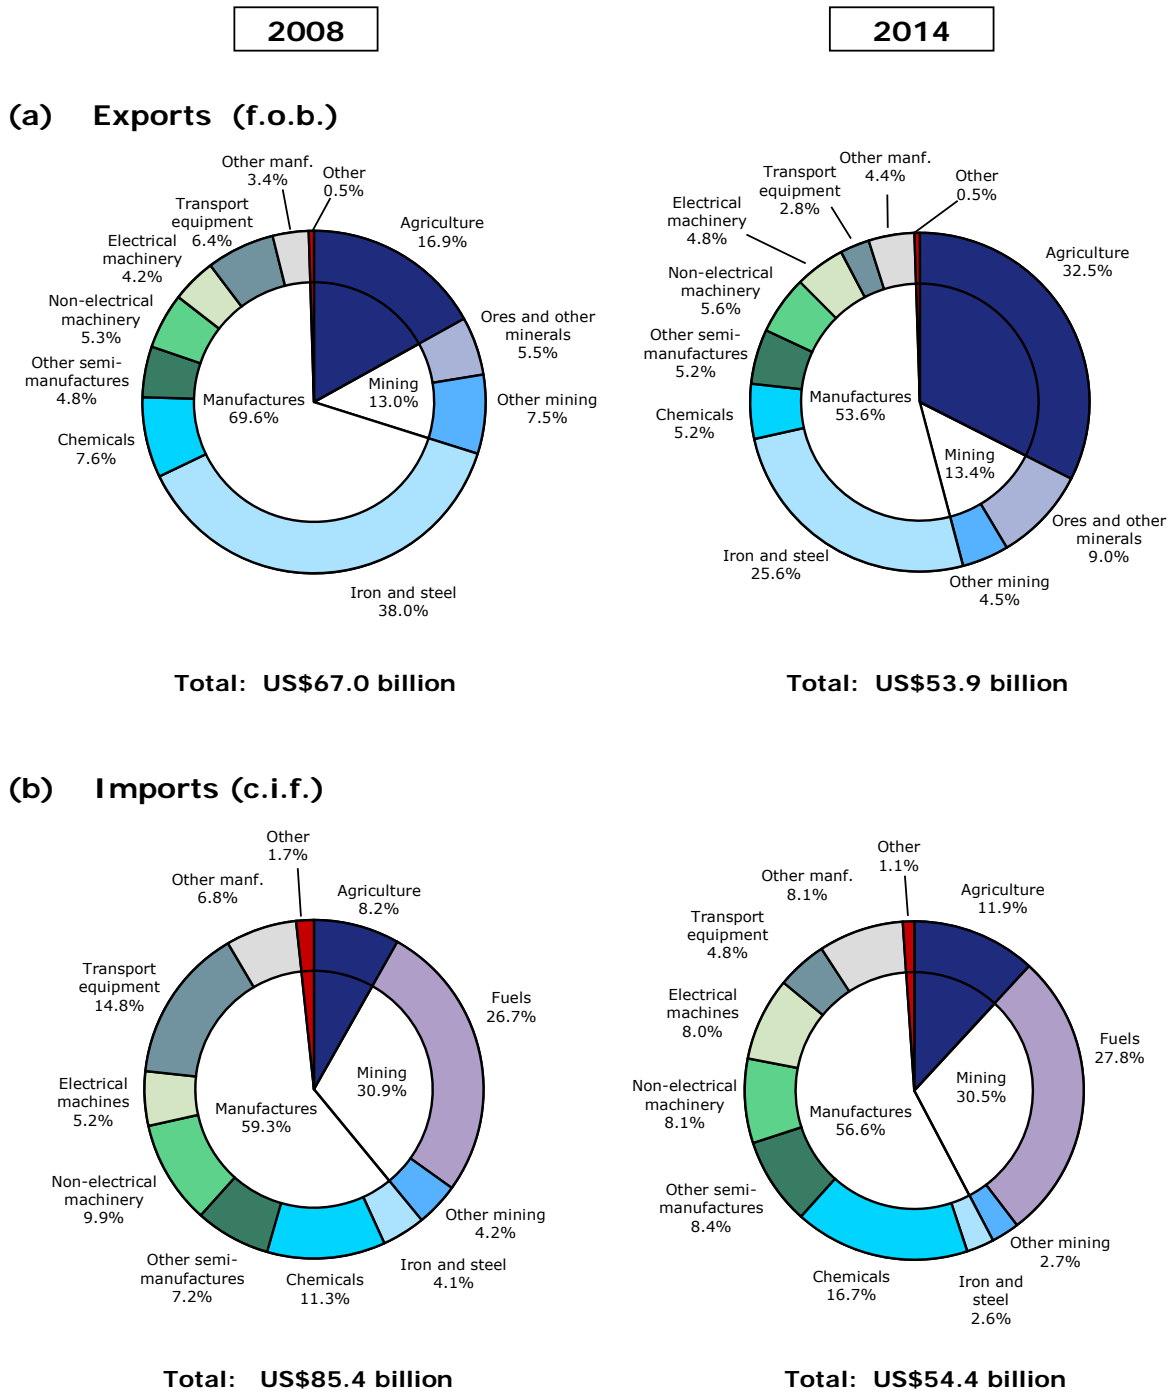 2008
2014
(a) Exports (f.o.b.)
Other manf.
3.4%
Other
0.5%
Transport
equipment
6.4%
Agriculture
16.9%
Electrical
machinery
4.2%
Non-electrical
machinery
5.3%
Ores and other
minerals
5.5%
Other semi-
manufactures
4.8%
Manufactures
69.6%
Mining
13.0%
Other mining
7.5%
Chemicals
7.6%
Iron and steel
38.0%
Total: US$67.0 billion
Other manf.
4.4%
Transport
equipment
2.8%
Other
0.5%
Electrical
machinery
4.8%
Agriculture
32.5%
Non-electrical
machinery
5.6%
Other semi-
manufactures
5.2%
Manufactures
53.6%
Chemicals
5.2%
Mining
13.4%
Ores and other
minerals
9.0%
Iron and steel
25.6%
Other mining
4.5%
Total: US$53.9 billion
(b) Imports (c.i.f.)
Other
1.7%
Other manf.
6.8%
Agriculture
8.2%
Transport
equipment
14.8%
Fuels
26.7%
Mining
30.9%
Electrical
machines
5.2%
Manufactures
59.3%
Non-electrical
machinery
9.9%
Other mining
4.2%
Other semi-
manufactures
7.2%
Chemicals
11.3%
Iron and steel
4.1%
Total: US$85.4 billion
Other
1.1%
Other manf.
8.1%
Agriculture
11.9%
Transport
equipment
4.8%
Electrical
machines
8.0%
Fuels
27.8%
Mining
30.5%
Non-electrical
machinery
8.1%
Manufactures
56.6%
Other semi-
manufactures
8.4%
Other mining
2.7%
Chemicals
16.7%
Iron and
steel
2.6%
Total: US$54.4 billion